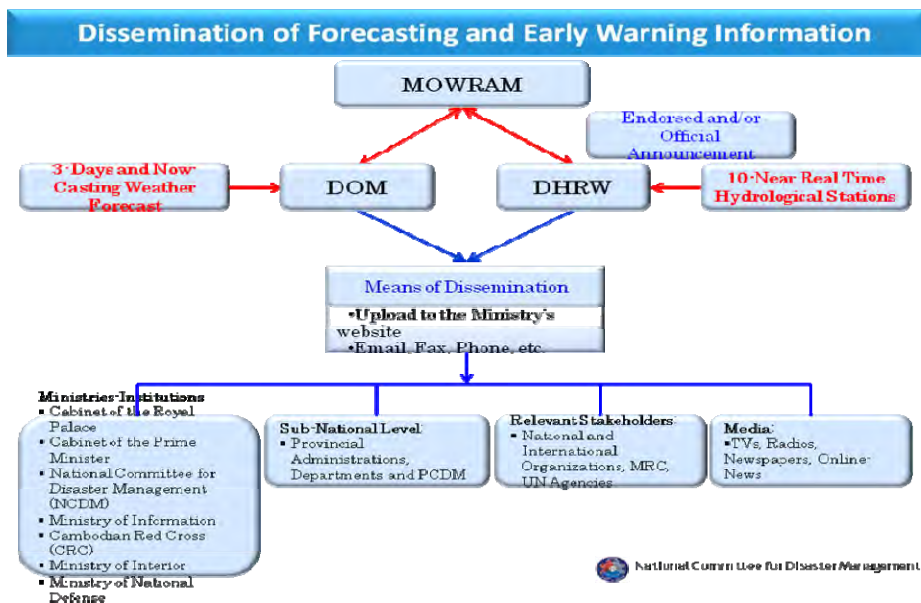 Dissemination of Forecasting and Early Warning Information
MOWRAM
Endorsed and/or
Official
Announcement
3-Days and Now-
Casting Weather
Forecast
DOM
DHRW
10-Near Real Time
Hydrological Stations
Means of Dissemination
•Upload to the Ministry's
website
•Email, Fax, Phone, etc.
Ministries-Institutions
▪ Cabinet of the Royal
Palace
▪ Cabinet of the Prime
Minister
▪ National Committee for
Disaster Management
(NCDM)
▪ Ministry of Information
▪ Cambodian Red Cross
(CRC)
▪ Ministry of Interior
▪ Ministry of National
Defense
Sub-National Level:
▪ Provincial
Administrations,
Departments and PCDM
Relevant Stakeholders:
▪ National and
International
Organizations, MRC,
UN Agencies
Media:
▪TVs, Radios,
Newspapers, Online-
News
National Committee for Disaster Management